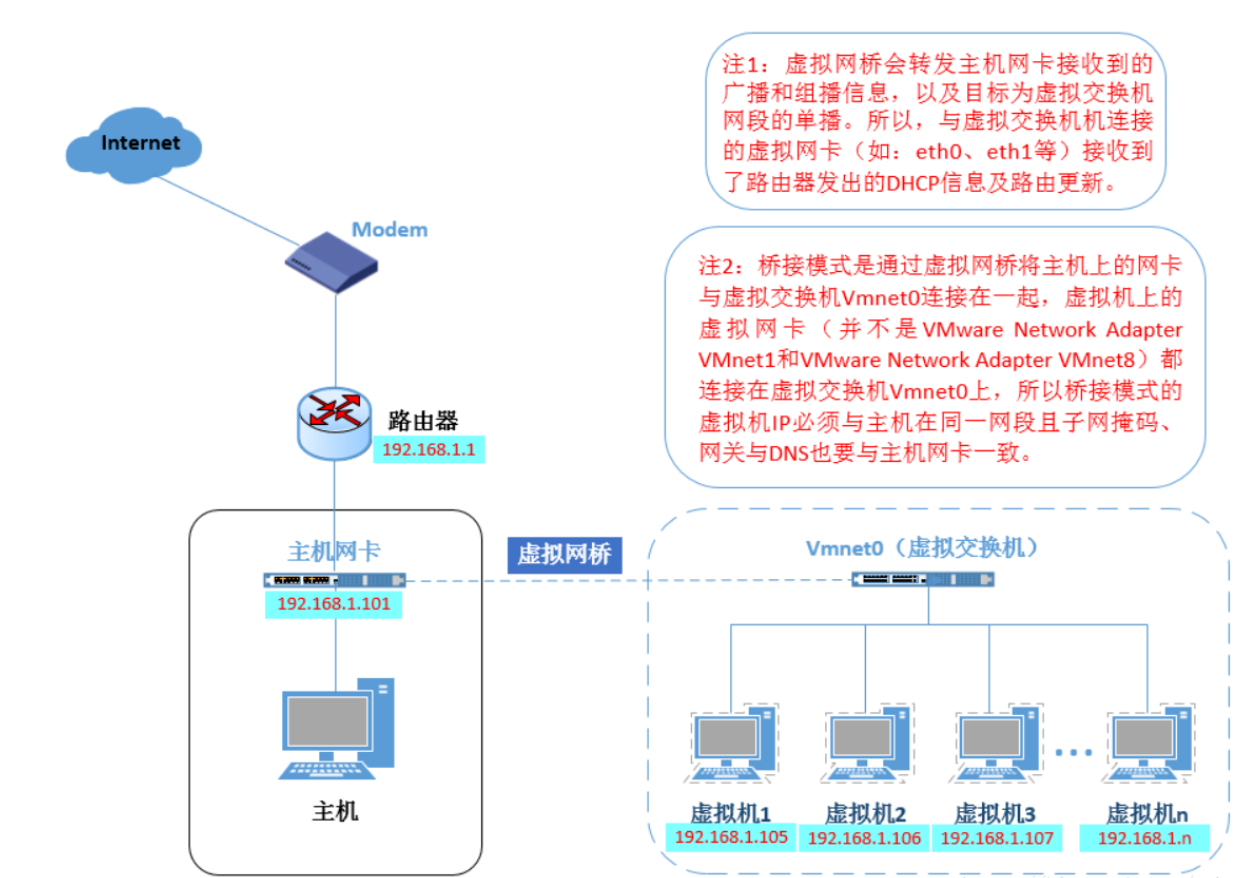 注1：虚拟网桥会转发主机网卡接收到的
广播和组播信息，以及目标为虚拟交换机
网段的单播。所以，与虚拟交换机机连接
的虚拟网卡（如：eth0、eth1等）接收到
了路由器发出的DHCP信息及路由更新。
Internet
Modem
注2：桥接模式是通过虚拟网桥将主机上的网卡
与虚拟交换机Vmnet0连接在一起，虚拟机上的
虚拟网卡（并不是VMware Network Adapter
VMnet1和VMware Network Adapter VMnet8）都
连接在虚拟交换机Vmnet0上，所以桥接模式的
虚拟机IP必须与主机在同一网段且子网掩码、
网关与DNS也要与主机网卡一致。
路由器
192.168.1.1
主机网卡
192.168.1.101
虚拟网桥
Vmnet0（虚拟交换机）
主机
虚拟机1
192.168.1.105
虚拟机2
192.168.1.106
虚拟机3
192.168.1.107
...
虚拟机n
192.168.1.n